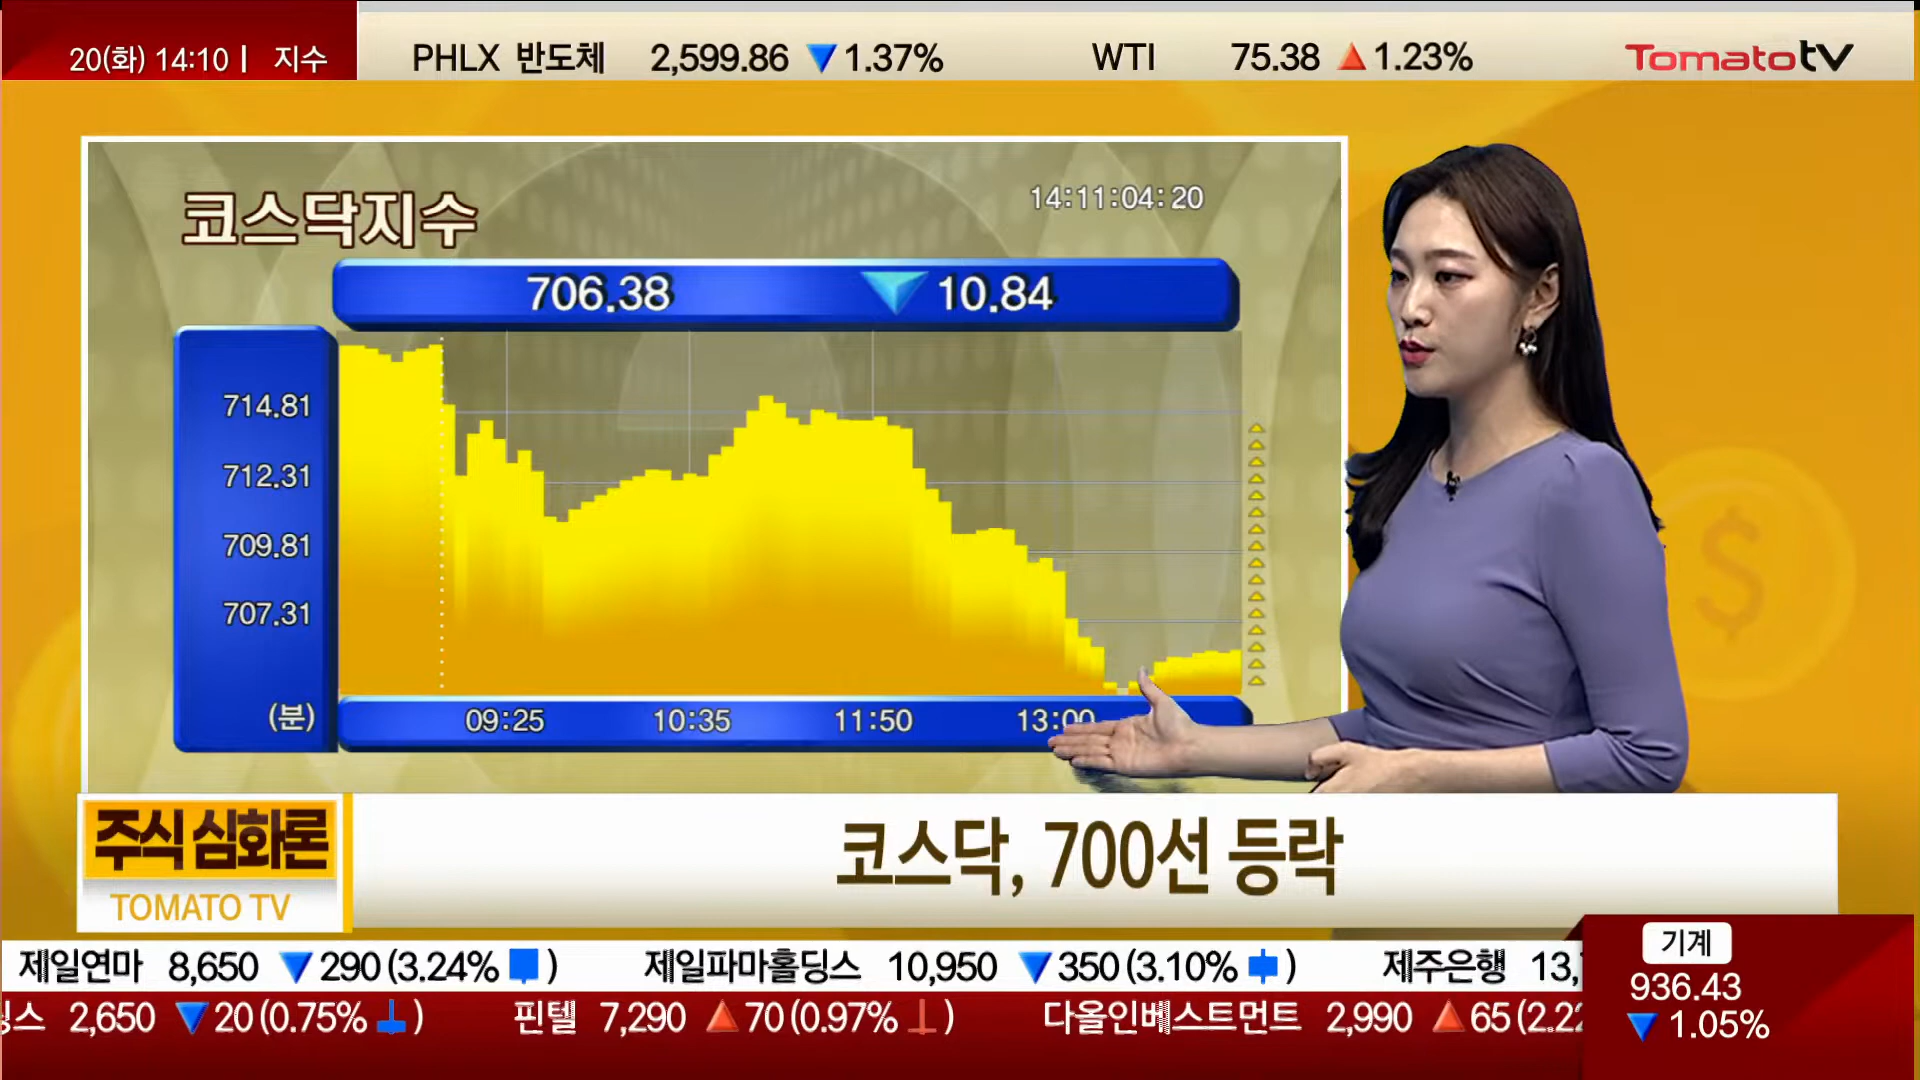 20(화) 14:10 | 지수
PHLX 반도체 2,599.86 ▼1.37%
WTI 75.38 ▲1.23%
Tomatotv
코스닥지수
14:11:04:20
706.38 ▼ 10.84
714.81
712.31
709.81
707.31
(분)
09:25 10:35 11:50 13:00
주식 심화론
TOMATO TV
코스닥, 700선 등락
제일연마 8,650 ▼290 (3.24% ) 제일파마홀딩스 10,950 ▼350 (3.10% ) 제주은행 13,
스 2,650 ▼20 (0.75% ) 핀텔 7,290 ▲70 (0.97% ) 다올인베스트먼트 2,990 ▲65 (2.22
기계
936.43
▼ 1.05%